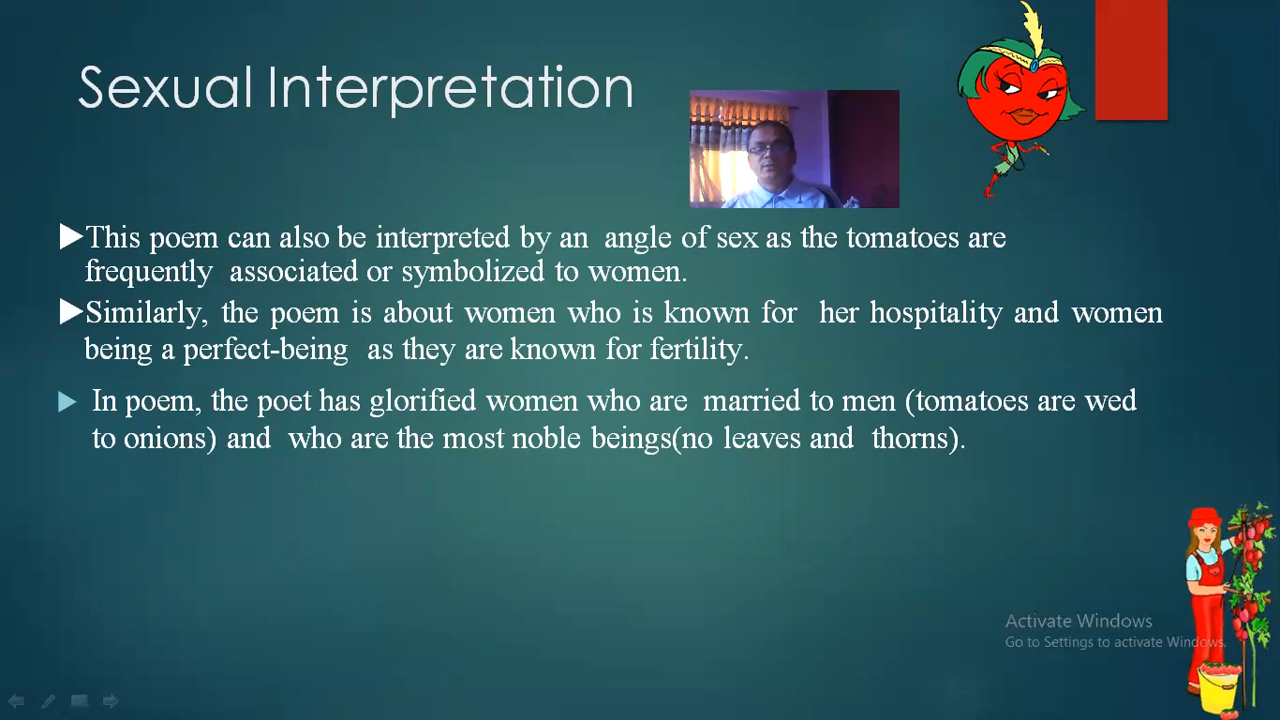 Sexual Interpretation
This poem can also be interpreted by an angle of sex as the tomatoes are
frequently associated or symbolized to women.
Similarly, the poem is about women who is known for her hospitality and women
being a perfect-being as they are known for fertility.
In poem, the poet has glorified women who are married to men (tomatoes are wed
to onions) and who are the most noble beings(no leaves and thorns).
Activate Windows
Go to Settings to activate Windows.